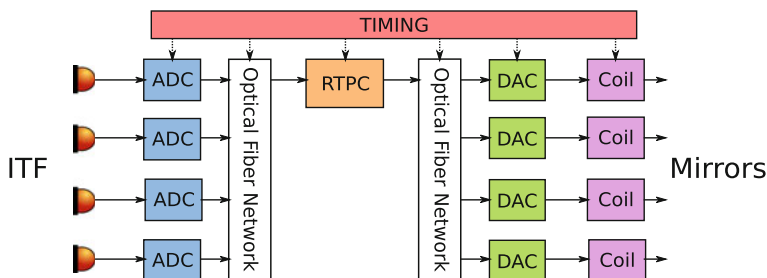 TIMING
ADC
Optical Fiber Network
RTPC
Optical Fiber Network
DAC
Coil
ADC
DAC
Coil
ITF
Mirrors
ADC
DAC
Coil
ADC
DAC
Coil